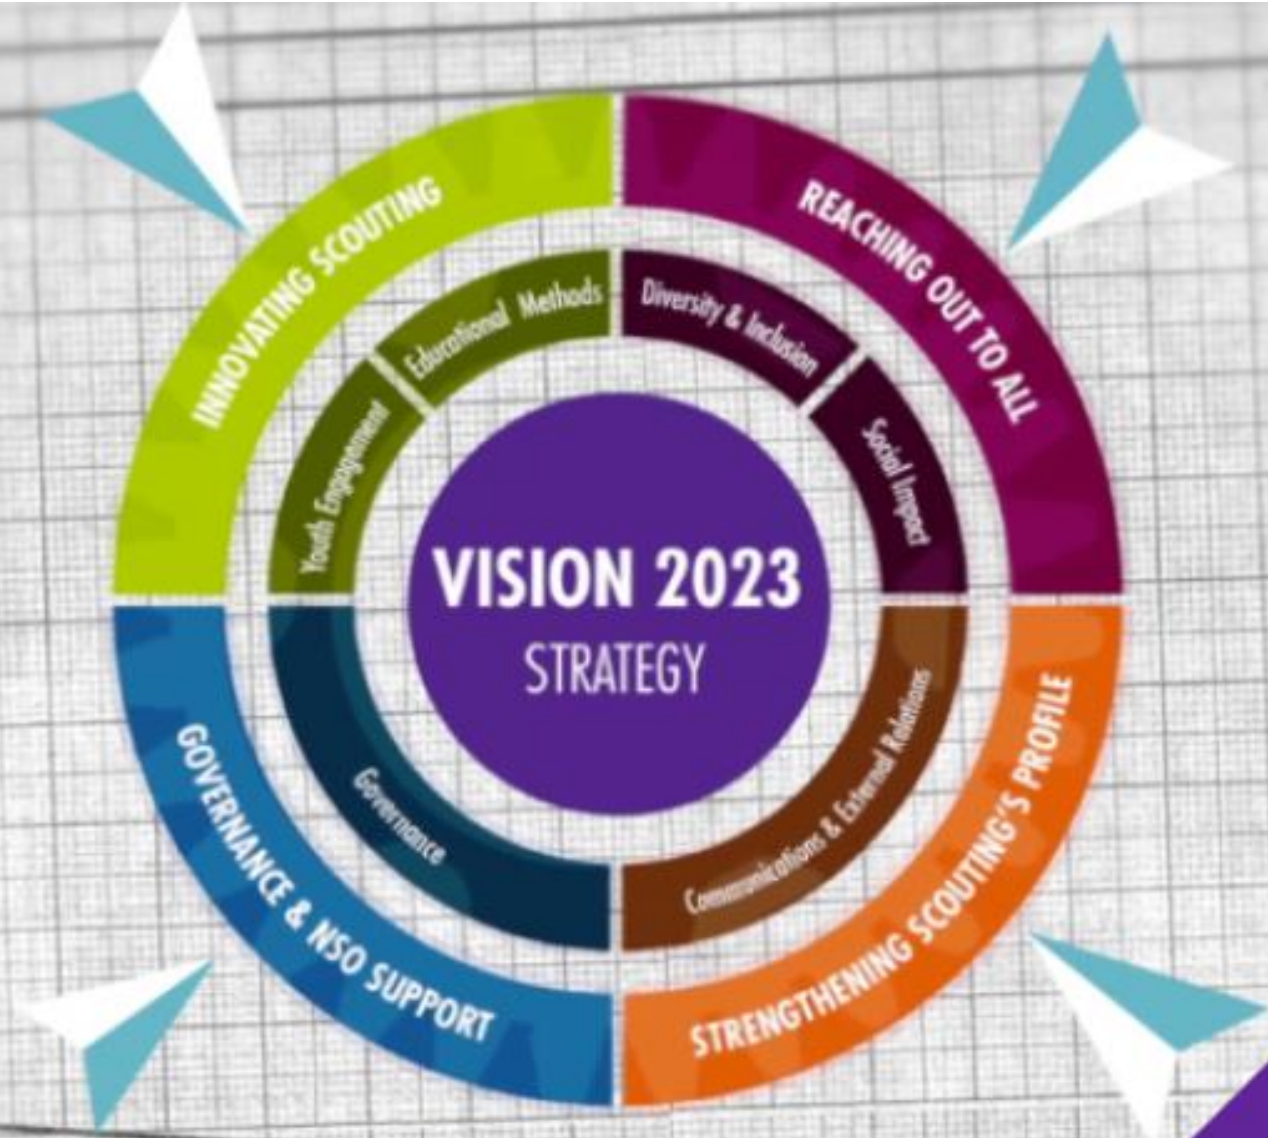 INNOVATING SCOUTING
REACHING OUT TO ALL
Educational Methods
Diversity & Inclusion
Youth Engagement
Social Impact
VISION 2023
STRATEGY
Governance
Communications & External Relations
GOVERNANCE & NSO SUPPORT
STRENGTHENING SCOUTING'S PROFILE